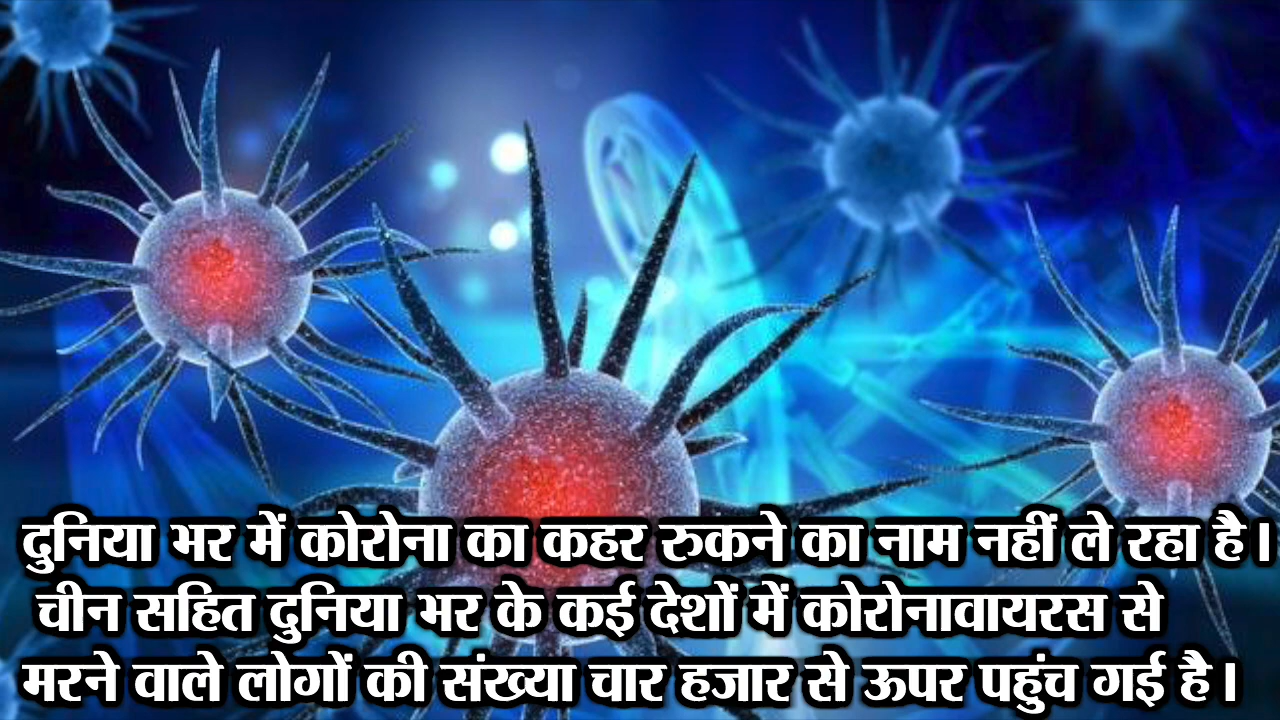 दुनिया भर में कोरोना का कहर रुकने का नाम नहीं ले रहा है।
चीन सहित दुनिया भर के कई देशों में कोरोनावायरस से
मरने वाले लोगों की संख्या चार हजार से ऊपर पहुंच गई है।